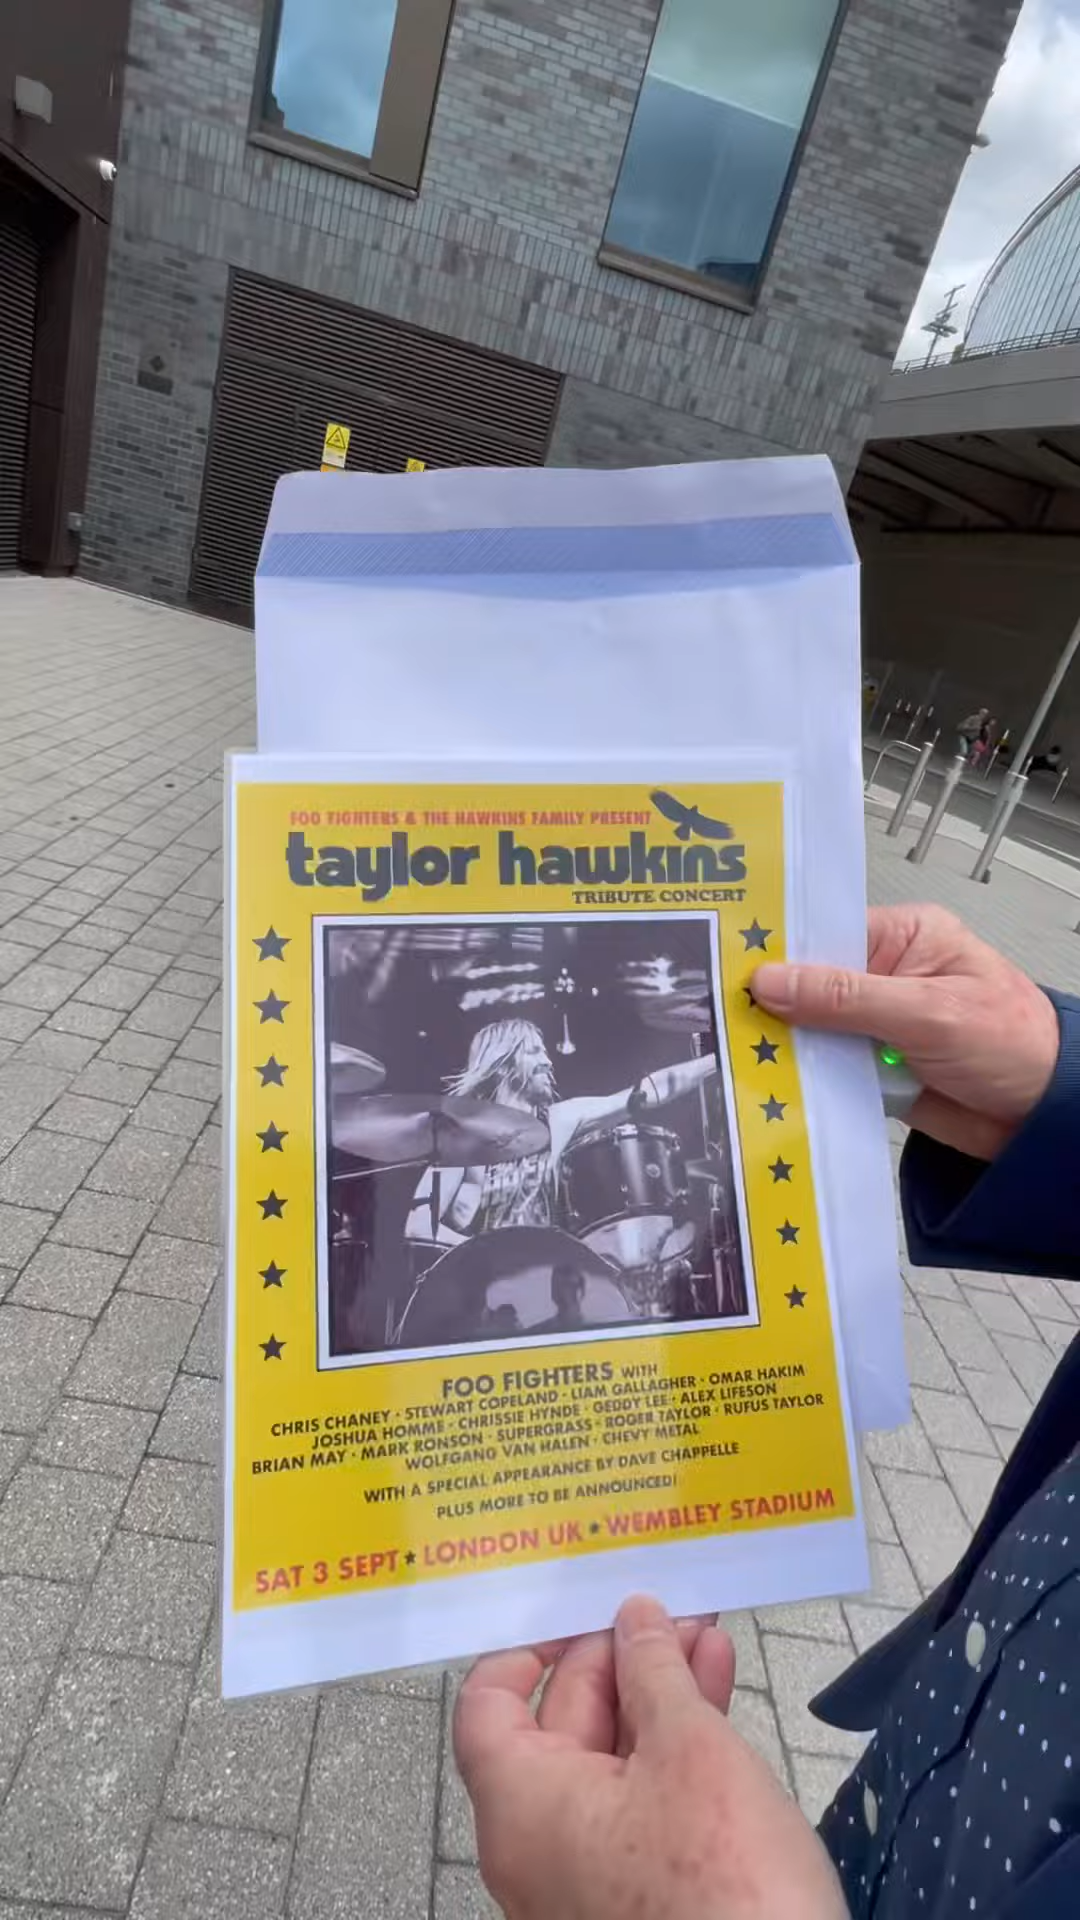 FOO FIGHTERS & THE HAWKINS FAMILY PRESENT
taylor hawkins
TRIBUTE CONCERT
FOO FIGHTERS WITH
CHRIS CHANEY · STEWART COPELAND · LIAM GALLAGHER · OMAR HAKIM
JOSHUA HOMME · CHRISSIE HYNDE · GEDDY LEE · ALEX LIFESON
BRIAN MAY · MARK RONSON · SUPERGRASS · ROGER TAYLOR · RUFUS TAYLOR
WOLFGANG VAN HALEN · CHEVY METAL
WITH A SPECIAL APPEARANCE BY DAVE CHAPPELLE
PLUS MORE TO BE ANNOUNCED!
SAT 3 SEPT ★ LONDON UK ★ WEMBLEY STADIUM